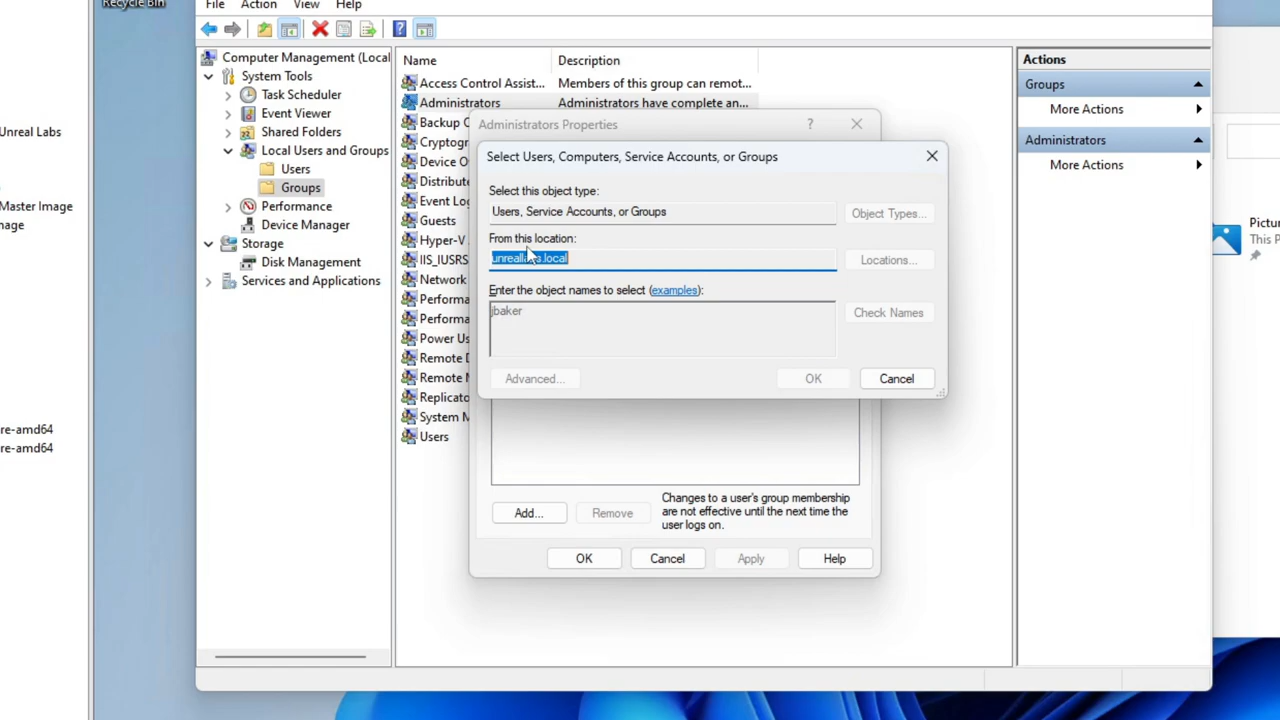 Recycle Bin
File Action View Help
Unreal Labs
Master Image
mage
re-amd64
re-amd64
Computer Management (Local
System Tools
Task Scheduler
Event Viewer
Shared Folders
Local Users and Groups
Users
Groups
Performance
Device Manager
Storage
Disk Management
Services and Applications
Name Description
Access Control Assist... Members of this group can remot...
Administrators Administrators have complete an...
Backup O
Cryptogr
Device O
Distribute
Event Log
Guests
Hyper-V
IIS_IUSRS
Network
Performa
Performa
Power Us
Remote D
Remote M
Replicato
System M
Users
Administrators Properties
?
Select Users, Computers, Service Accounts, or Groups
Select this object type:
Users, Service Accounts, or Groups
Object Types...
From this location:
Locations...
Enter the object names to select (examples):
jbaker
Check Names
Advanced...
OK
Cancel
Add...
Remove
Changes to a user's group membership
are not effective until the next time the
user logs on.
OK
Cancel
Apply
Help
Actions
Groups
More Actions
Administrators
More Actions
Pictur
This P